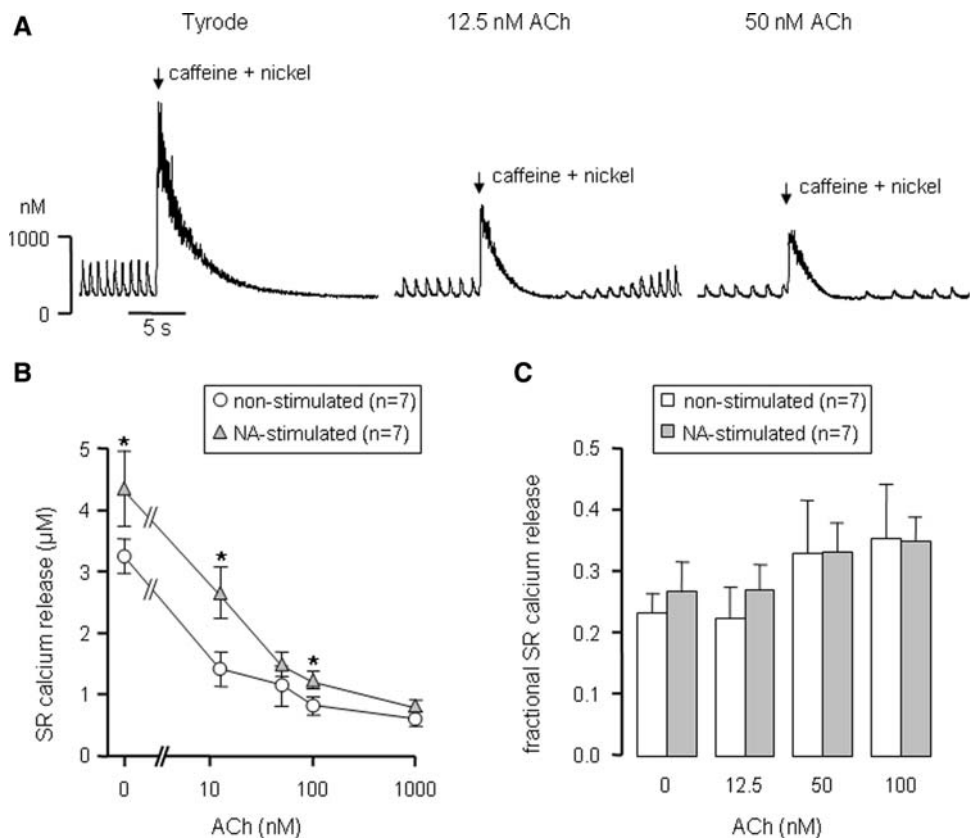 A
Tyrode 12.5 nM ACh 50 nM ACh
caffeine + nickel
caffeine + nickel
caffeine + nickel
nM
1000
0
5 s
B
non-stimulated (n=7)
NA-stimulated (n=7)
SR calcium release (µM)
5
*
4
3
*
2
*
1
0
0 10 100 1000
ACh (nM)
C
non-stimulated (n=7)
NA-stimulated (n=7)
fractional SR calcium release
0.5
0.4
0.3
0.2
0.1
0.0
0 12.5 50 100
ACh (nM)